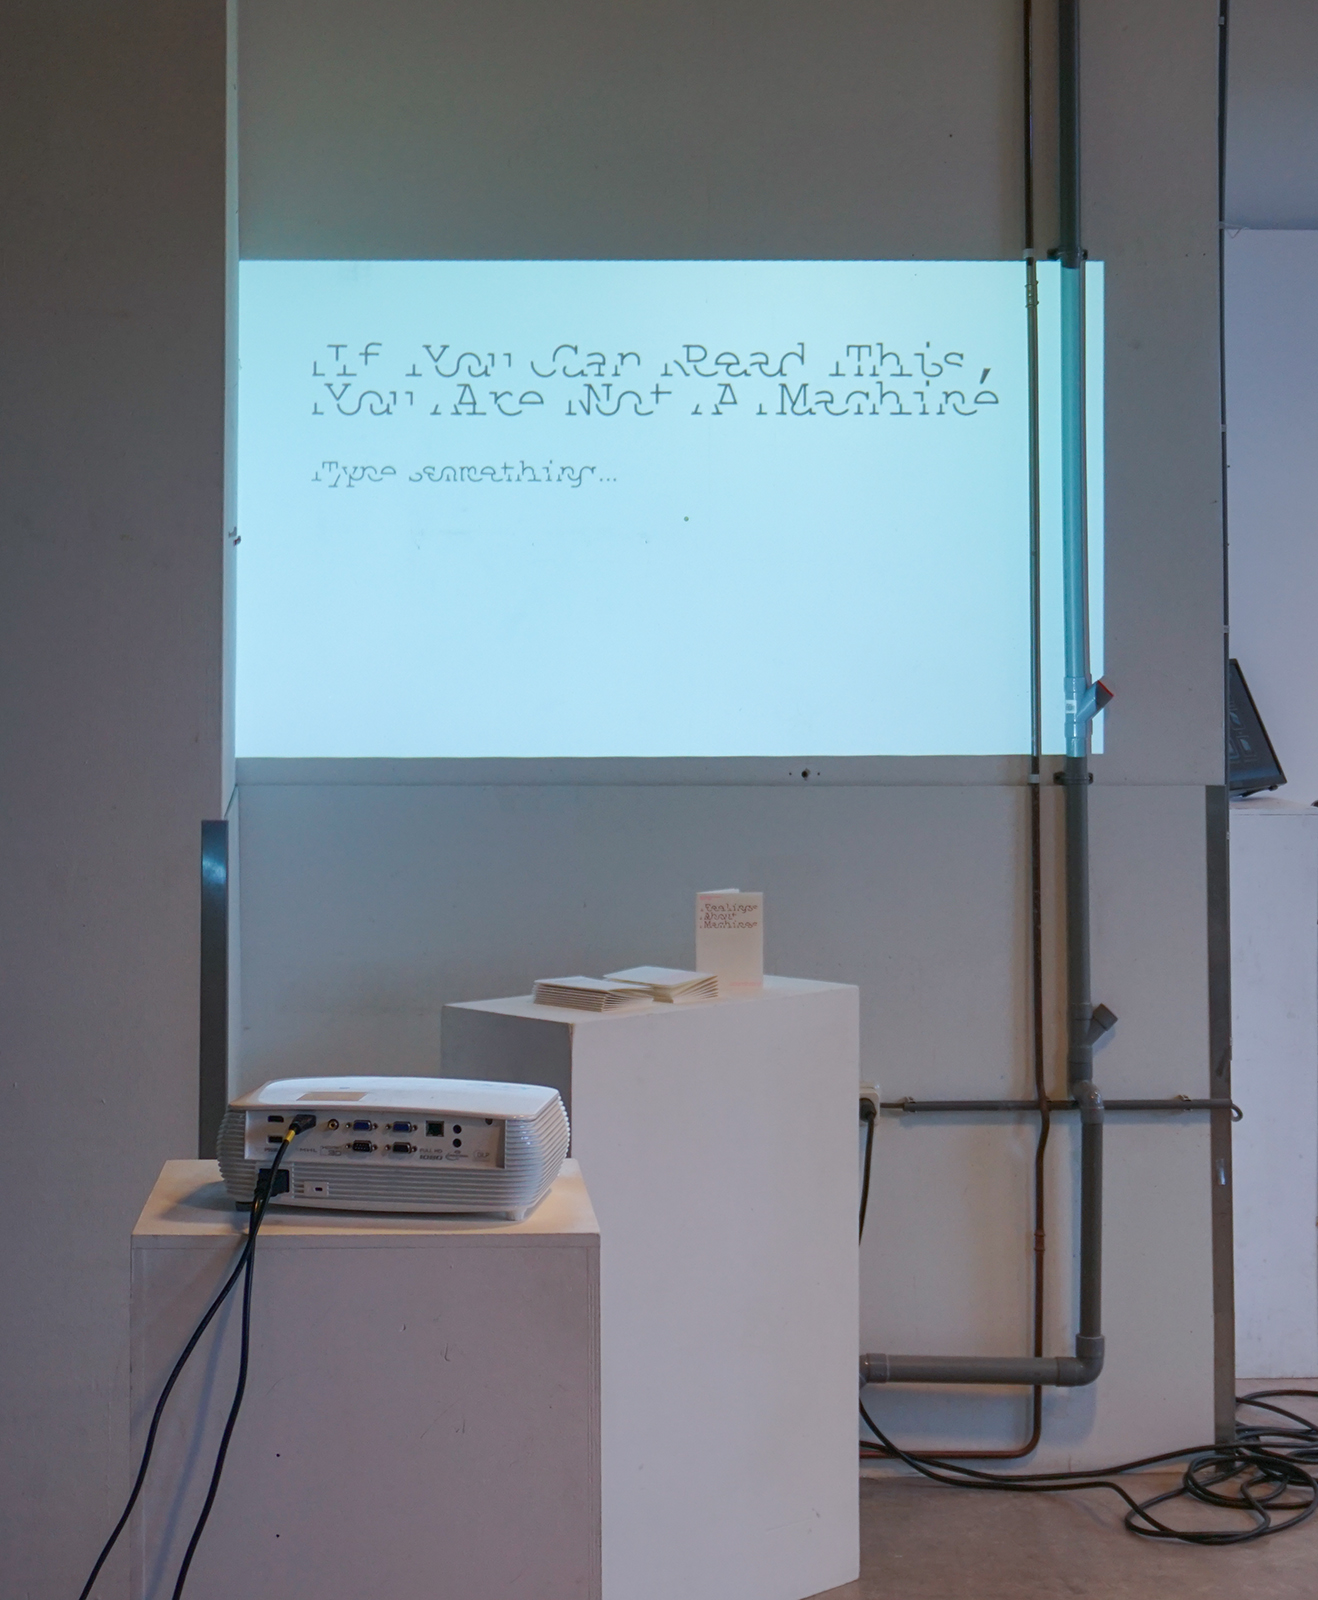 If You Can Read This,
You Are Not A Machine
Type something...
Feelings
About
Machines